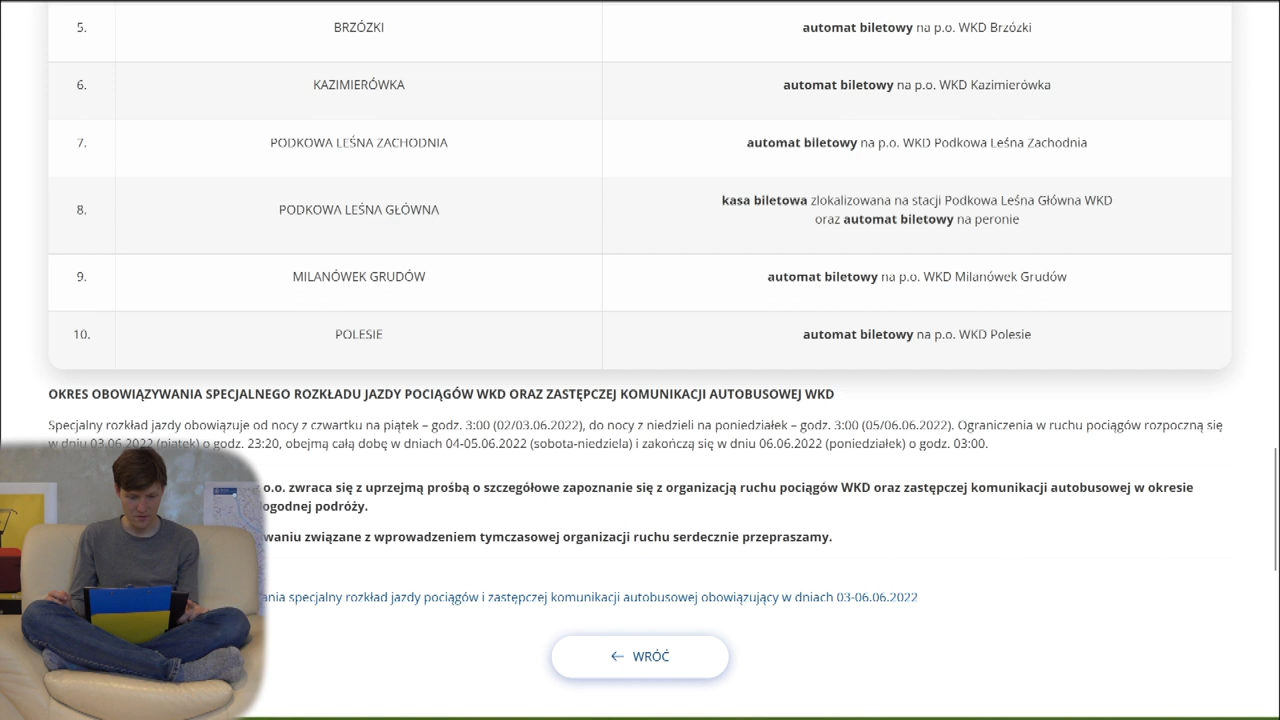 5. BRZÓZKI automat biletowy na p.o. WKD Brzózki
6. KAZIMIERÓWKA automat biletowy na p.o. WKD Kazimierówka
7. PODKOWA LEŚNA ZACHODNIA automat biletowy na p.o. WKD Podkowa Leśna Zachodnia
8. PODKOWA LEŚNA GŁÓWNA kasa biletowa zlokalizowana na stacji Podkowa Leśna Główna WKD
oraz automat biletowy na peronie
9. MILANÓWEK GRUDÓW automat biletowy na p.o. WKD Milanówek Grudów
10. POLESIE automat biletowy na p.o. WKD Polesie
OKRES OBOWIĄZYWANIA SPECJALNEGO ROZKŁADU JAZDY POCIĄGÓW WKD ORAZ ZASTĘPCZEJ KOMUNIKACJI AUTOBUSOWEJ WKD
Specjalny rozkład jazdy obowiązuje od nocy z czwartku na piątek – godz. 3:00 (02/03.06.2022), do nocy z niedzieli na poniedziałek – godz. 3:00 (05/06.06.2022). Ograniczenia w ruchu pociągów rozpoczną się
w dniu 03.06.2022 (piątek) o godz. 23:20, obejmą całą dobę w dniach 04-05.06.2022 (sobota-niedziela) i zakończą się w dniu 06.06.2022 (poniedziałek) o godz. 03:00.
o.o. zwraca się z uprzejmą prośbą o szczegółowe zapoznanie się z organizacją ruchu pociągów WKD oraz zastępczej komunikacji autobusowej w okresie
ogodnej podróży.
waniu związane z wprowadzeniem tymczasowej organizacji ruchu serdecznie przepraszamy.
ania specjalny rozkład jazdy pociągów i zastępczej komunikacji autobusowej obowiązujący w dniach 03-06.06.2022
← WRÓĆ